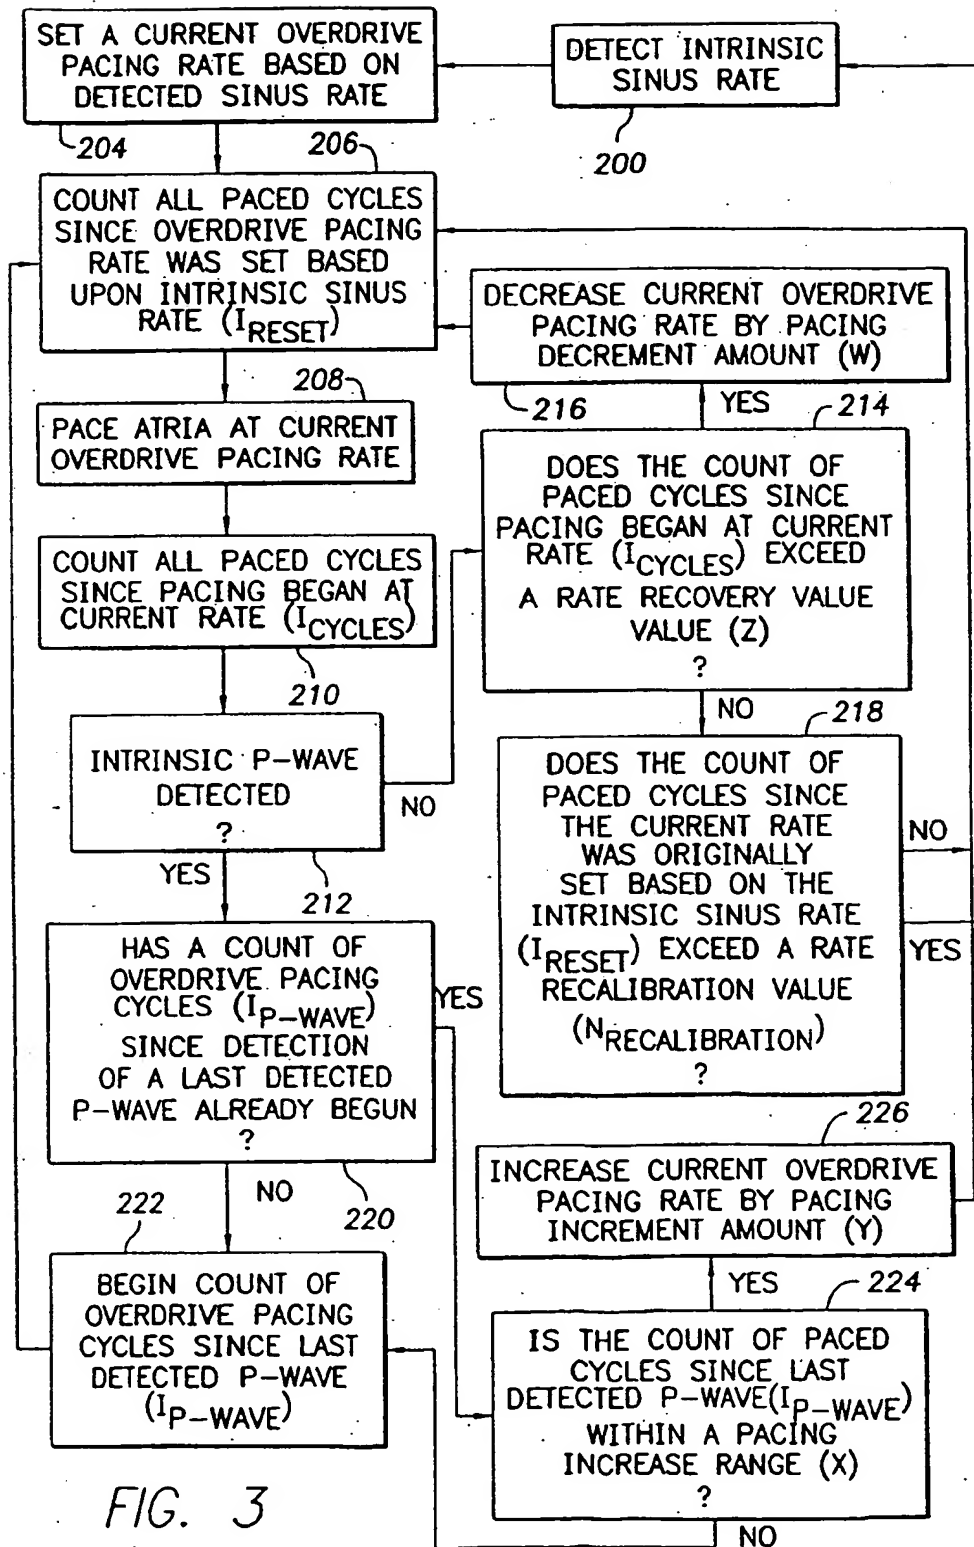 SET A CURRENT OVERDRIVE
PACING RATE BASED ON
DETECTED SINUS RATE
204
DETECT INTRINSIC
SINUS RATE
200
206
COUNT ALL PACED CYCLES
SINCE OVERDRIVE PACING
RATE WAS SET BASED
UPON INTRINSIC SINUS
RATE (I_RESET)
208
PACE ATRIA AT CURRENT
OVERDRIVE PACING RATE
COUNT ALL PACED CYCLES
SINCE PACING BEGAN AT
CURRENT RATE (I_CYCLES)
210
INTRINSIC P-WAVE
DETECTED
?
NO
YES
212
DECREASE CURRENT OVERDRIVE
PACING RATE BY PACING
DECREMENT AMOUNT (W)
216
YES
214
DOES THE COUNT OF
PACED CYCLES SINCE
PACING BEGAN AT CURRENT
RATE (I_CYCLES) EXCEED
A RATE RECOVERY VALUE
VALUE (Z)
?
NO
218
DOES THE COUNT OF
PACED CYCLES SINCE
THE CURRENT RATE
WAS ORIGINALLY
SET BASED ON THE
INTRINSIC SINUS RATE
(I_RESET) EXCEED A RATE
RECALIBRATION VALUE
(N_RECALIBRATION)
?
NO
YES
HAS A COUNT OF
OVERDRIVE PACING
CYCLES (I_P-WAVE)
SINCE DETECTION
OF A LAST DETECTED
P-WAVE ALREADY BEGUN
?
YES
NO
220
222
BEGIN COUNT OF
OVERDRIVE PACING
CYCLES SINCE LAST
DETECTED P-WAVE
(I_P-WAVE)
226
INCREASE CURRENT OVERDRIVE
PACING RATE BY PACING
INCREMENT AMOUNT (Y)
YES
224
IS THE COUNT OF PACED
CYCLES SINCE LAST
DETECTED P-WAVE(I_P-WAVE)
WITHIN A PACING
INCREASE RANGE (X)
?
NO
FIG. 3